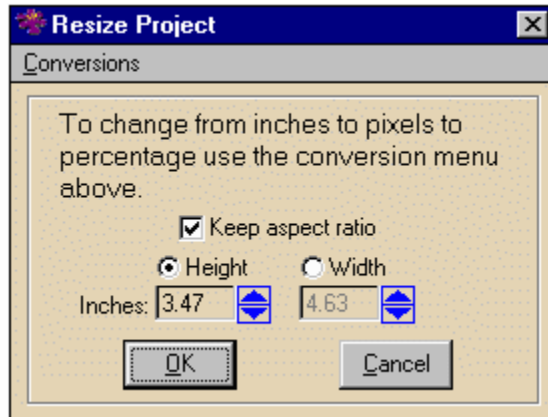 Resize Project
Conversions
To change from inches to pixels to
percentage use the conversion menu
above.
Keep aspect ratio
Height Width
Inches: 3.47 4.63
OK Cancel